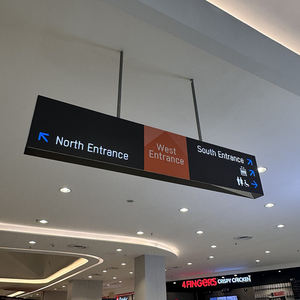 North Entrance
West
Entrance
South Entrance
4FINGERS CRISPY CHICKEN